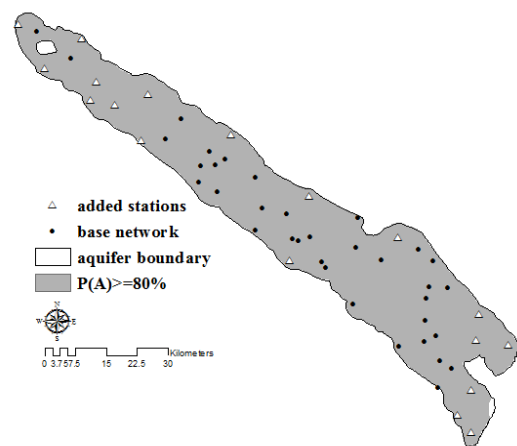 added stations
base network
aquifer boundary
P(A)>=80%
N
W E
S
Kilometers
0 3.757.5 15 22.5 30